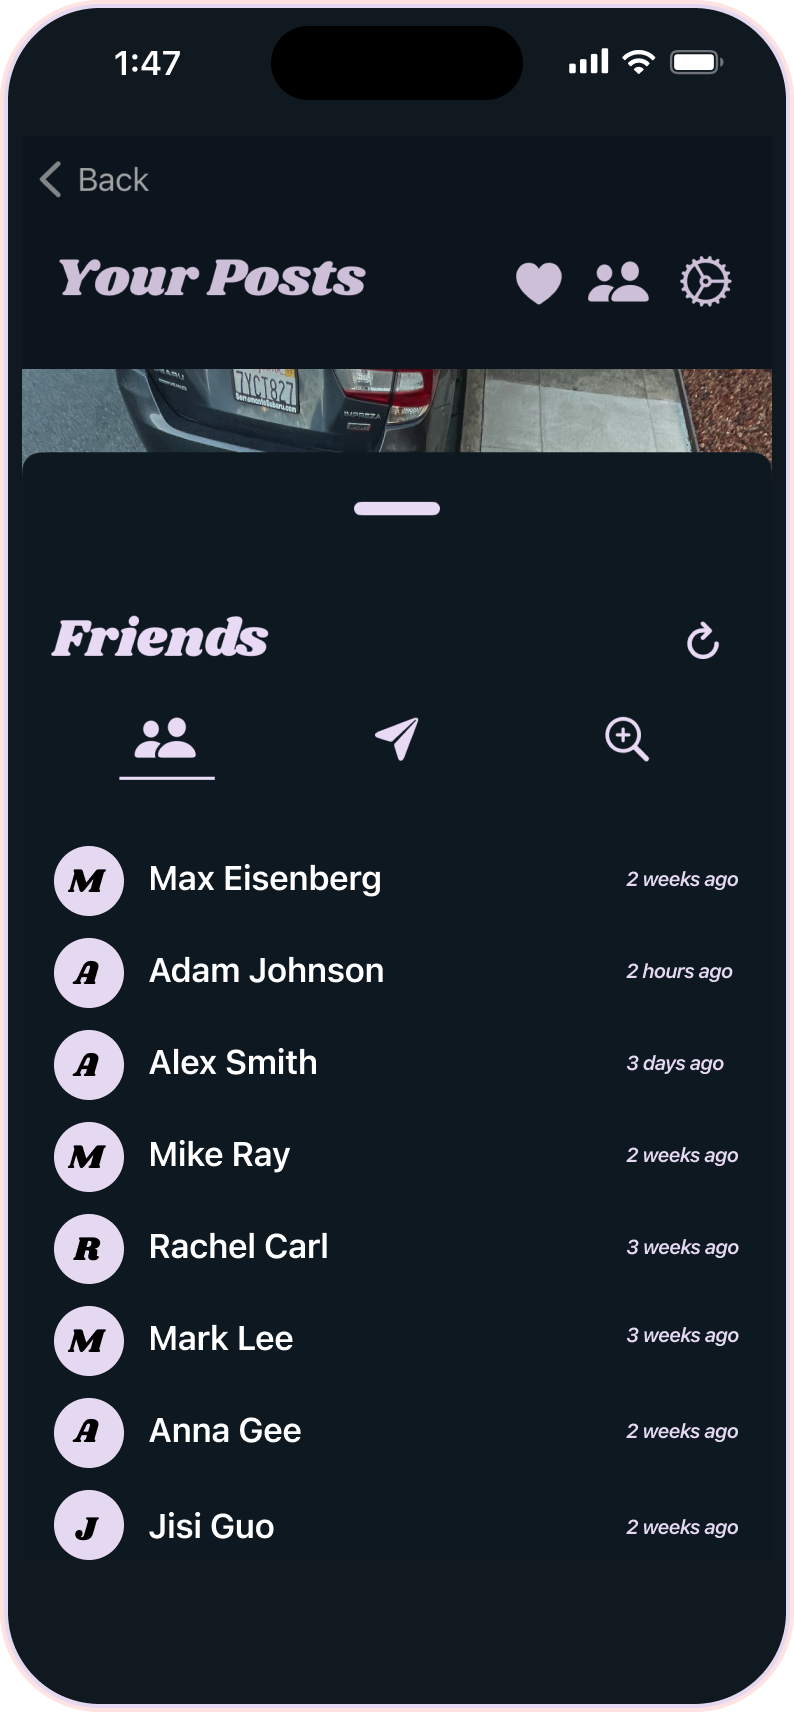 1:47
Back
Your Posts
7YCT827
SerramonteSubaru.com
IMPREZA
Friends
M Max Eisenberg 2 weeks ago
A Adam Johnson 2 hours ago
A Alex Smith 3 days ago
M Mike Ray 2 weeks ago
R Rachel Carl 3 weeks ago
M Mark Lee 3 weeks ago
A Anna Gee 2 weeks ago
J Jisi Guo 2 weeks ago